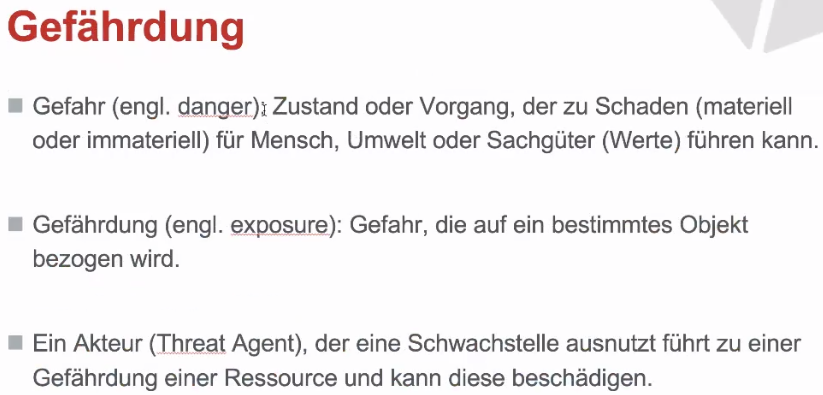 Gefährdung
Gefahr (engl. danger): Zustand oder Vorgang, der zu Schaden (materiell
oder immateriell) für Mensch, Umwelt oder Sachgüter (Werte) führen kann.
Gefährdung (engl. exposure): Gefahr, die auf ein bestimmtes Objekt
bezogen wird.
Ein Akteur (Threat Agent), der eine Schwachstelle ausnutzt führt zu einer
Gefährdung einer Ressource und kann diese beschädigen.